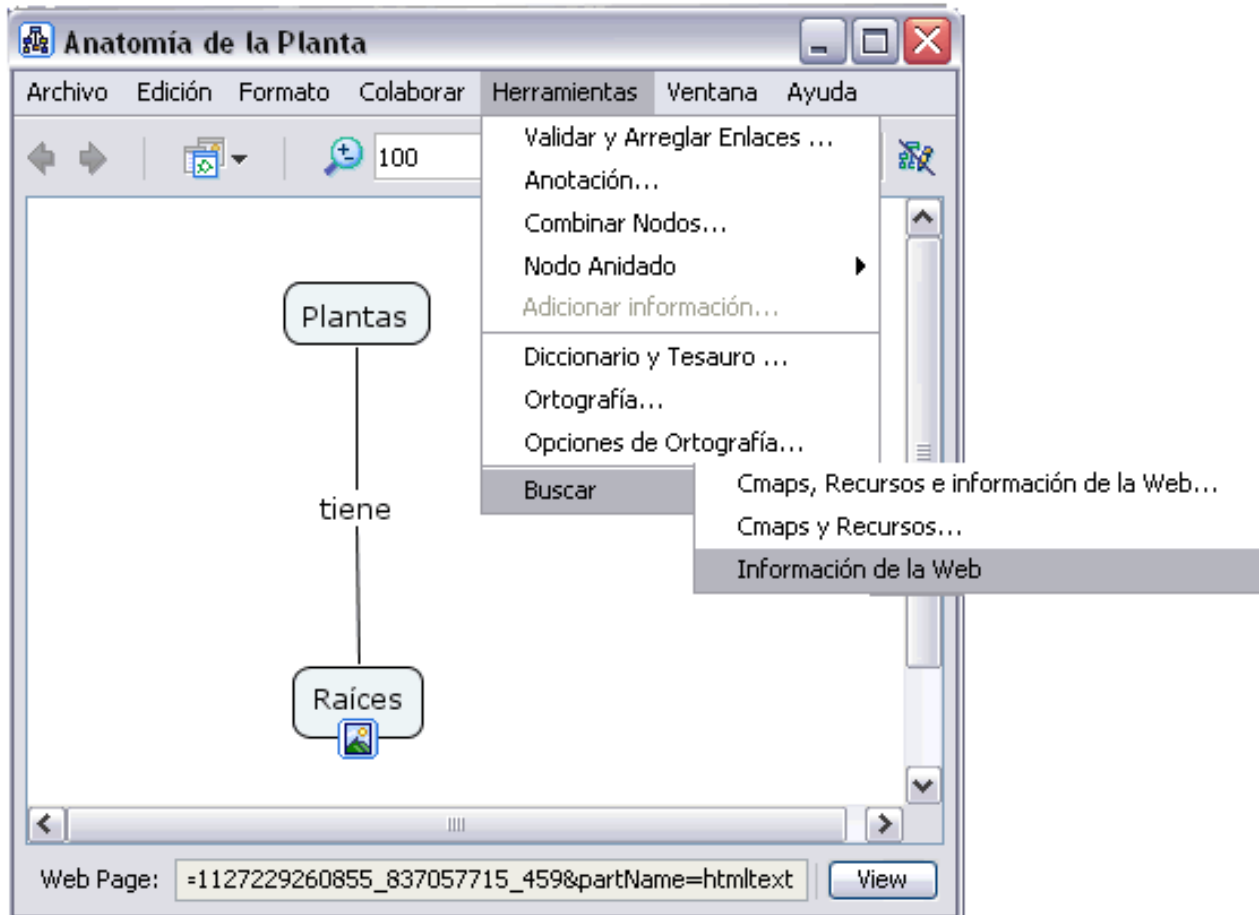 Anatomía de la Planta
Archivo Edición Formato Colaborar Herramientas Ventana Ayuda
100
Validar y Arreglar Enlaces ...
Anotación...
Combinar Nodos...
Nodo Anidado
Adicionar información...
Diccionario y Tesauro ...
Ortografía...
Opciones de Ortografía...
Buscar
Cmaps, Recursos e información de la Web...
Cmaps y Recursos...
Información de la Web
Plantas
tiene
Raíces
Web Page: =1127229260855_837057715_459&partName=htmltext View